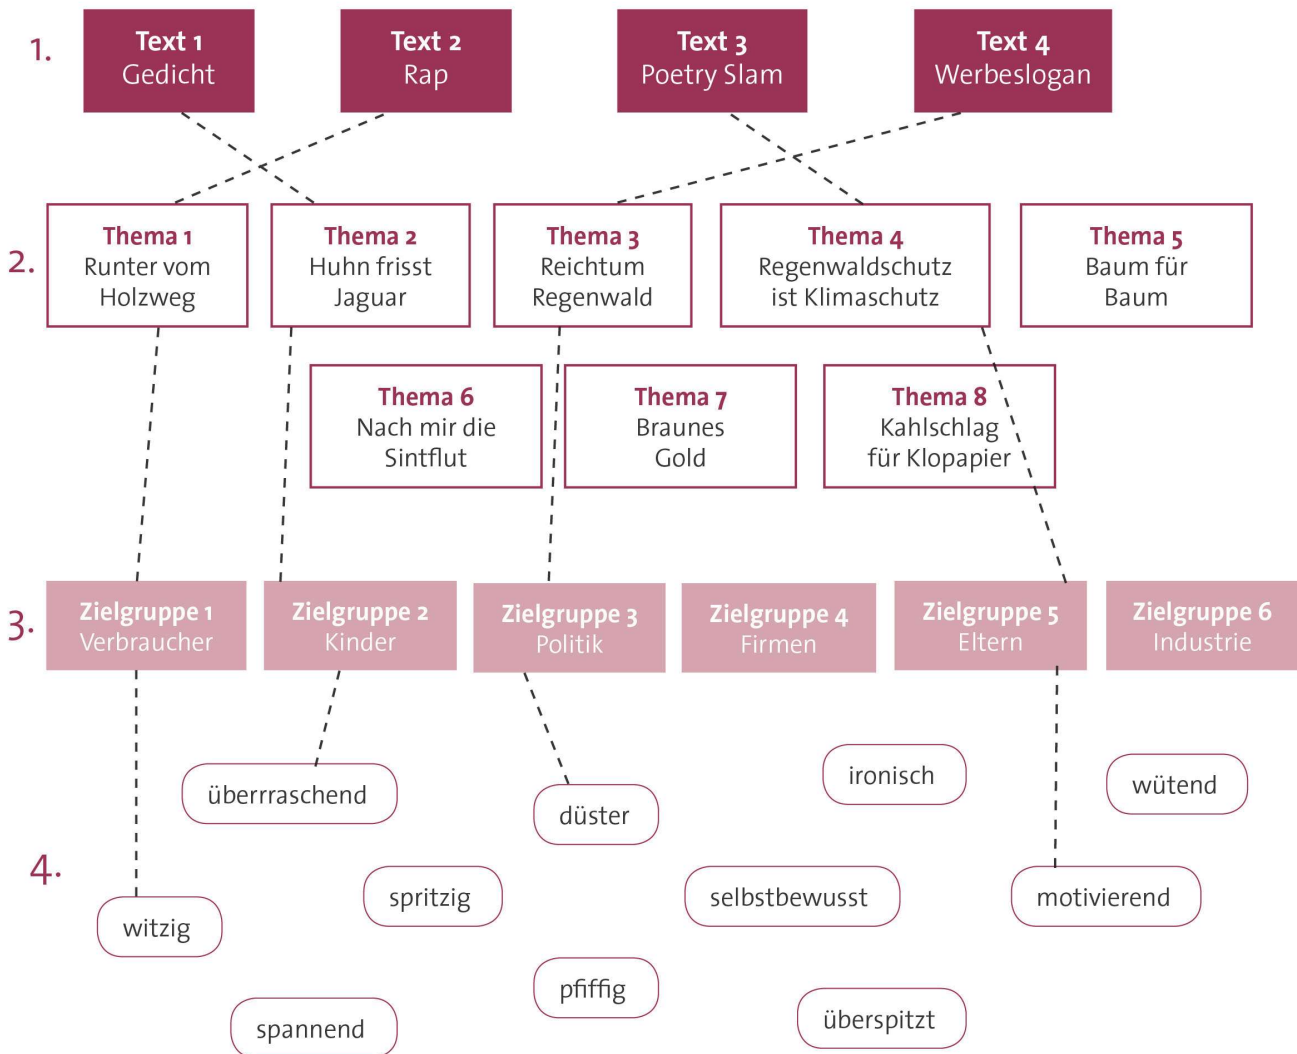 1.
Text 1
Gedicht
Text 2
Rap
Text 3
Poetry Slam
Text 4
Werbeslogan
2.
Thema 1
Runter vom
Holzweg
Thema 2
Huhn frisst
Jaguar
Thema 3
Reichtum
Regenwald
Thema 4
Regenwaldschutz
ist Klimaschutz
Thema 5
Baum für
Baum
Thema 6
Nach mir die
Sintflut
Thema 7
Braunes
Gold
Thema 8
Kahlschlag
für Klopapier
3.
Zielgruppe 1
Verbraucher
Zielgruppe 2
Kinder
Zielgruppe 3
Politik
Zielgruppe 4
Firmen
Zielgruppe 5
Eltern
Zielgruppe 6
Industrie
4.
überrraschend
düster
ironisch
wütend
witzig
spritzig
selbstbewusst
motivierend
spannend
pfiffig
überspitzt